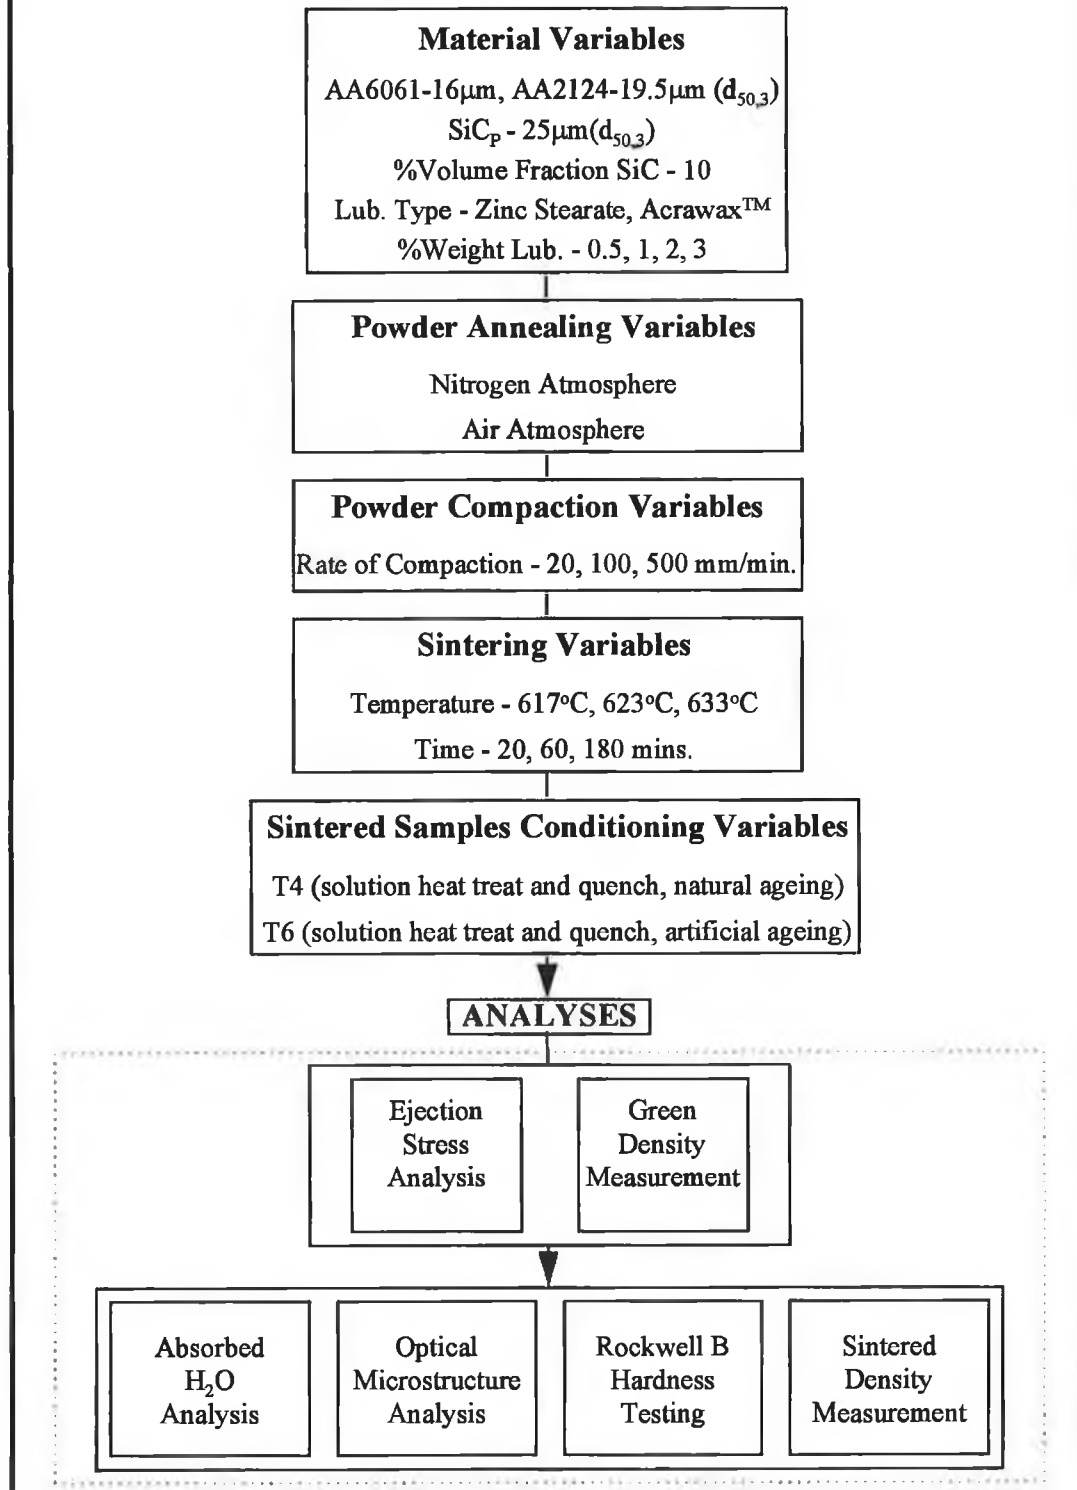 Material Variables
AA6061-16μm, AA2124-19.5μm (d50,3)
SiCP - 25μm(d50,3)
%Volume Fraction SiC - 10
Lub. Type - Zinc Stearate, Acrawax™
%Weight Lub. - 0.5, 1, 2, 3
Powder Annealing Variables
Nitrogen Atmosphere
Air Atmosphere
Powder Compaction Variables
Rate of Compaction - 20, 100, 500 mm/min.
Sintering Variables
Temperature - 617°C, 623°C, 633°C
Time - 20, 60, 180 mins.
Sintered Samples Conditioning Variables
T4 (solution heat treat and quench, natural ageing)
T6 (solution heat treat and quench, artificial ageing)
ANALYSES
Ejection
Stress
Analysis
Green
Density
Measurement
Absorbed
H₂O
Analysis
Optical
Microstructure
Analysis
Rockwell B
Hardness
Testing
Sintered
Density
Measurement